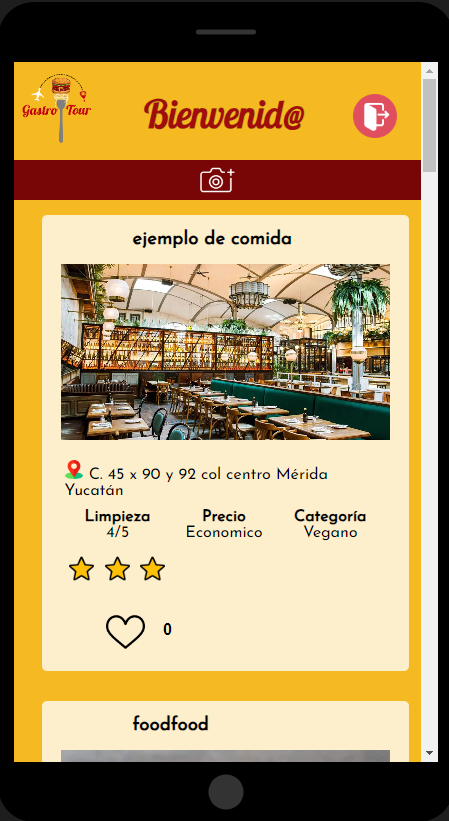 Gastro Tour
Bienvenid@
ejemplo de comida
C. 45 x 90 y 92 col centro Mérida
Yucatán
Limpieza Precio Categoría
4/5 Economico Vegano
0
foodfood